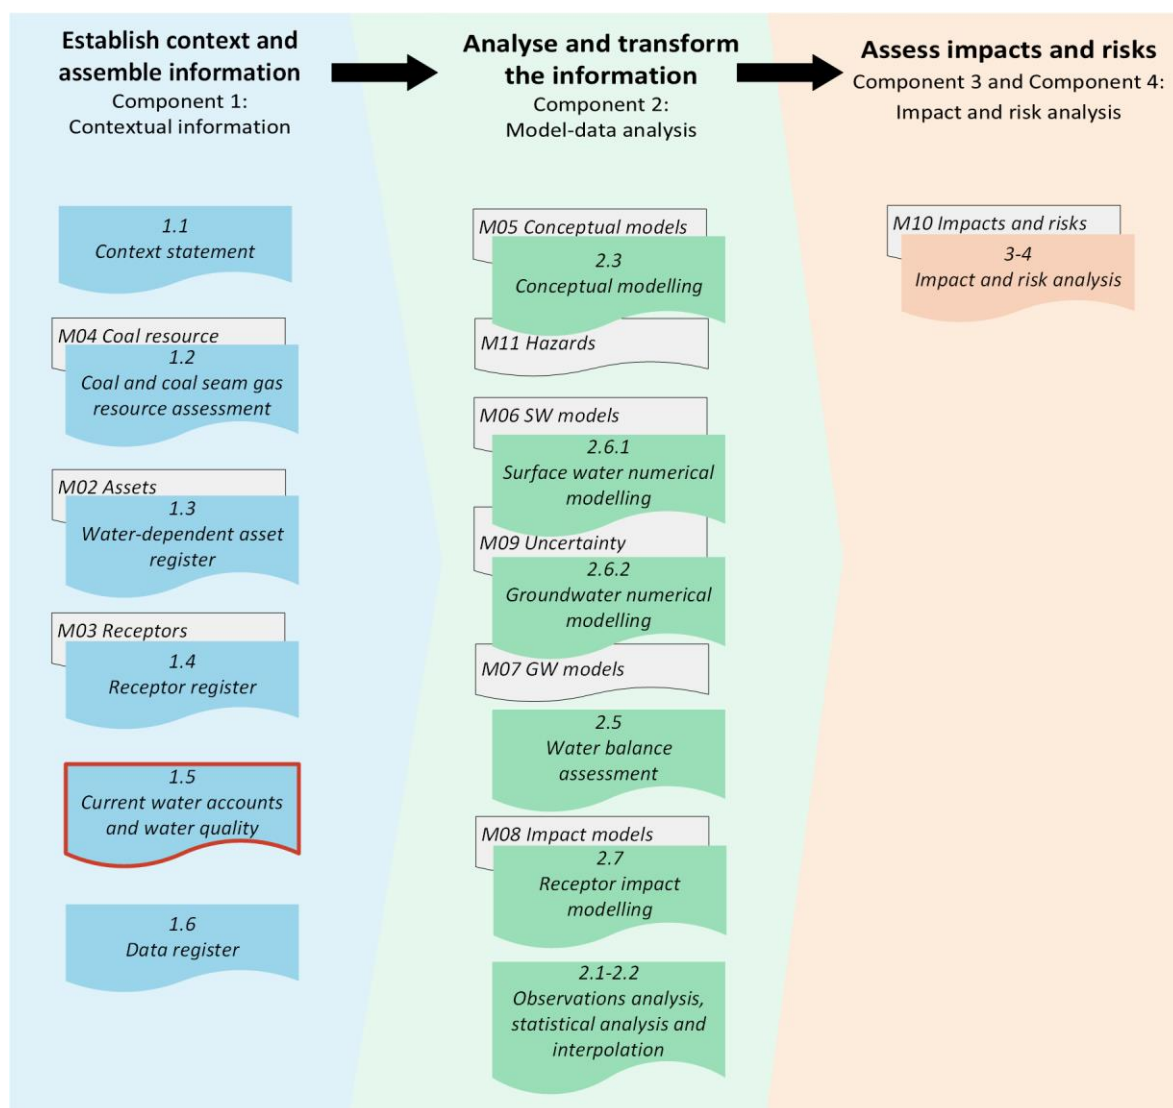 Establish context and
assemble information
Component 1:
Contextual information
Analyse and transform
the information
Component 2:
Model-data analysis
Assess impacts and risks
Component 3 and Component 4:
Impact and risk analysis
1.1
Context statement
M04 Coal resource
1.2
Coal and coal seam gas
resource assessment
M02 Assets
1.3
Water-dependent asset
register
M03 Receptors
1.4
Receptor register
1.5
Current water accounts
and water quality
1.6
Data register
M05 Conceptual models
2.3
Conceptual modelling
M11 Hazards
M06 SW models
2.6.1
Surface water numerical
modelling
M09 Uncertainty
2.6.2
Groundwater numerical
modelling
M07 GW models
2.5
Water balance
assessment
M08 Impact models
2.7
Receptor impact
modelling
2.1-2.2
Observations analysis,
statistical analysis and
interpolation
M10 Impacts and risks
3-4
Impact and risk analysis